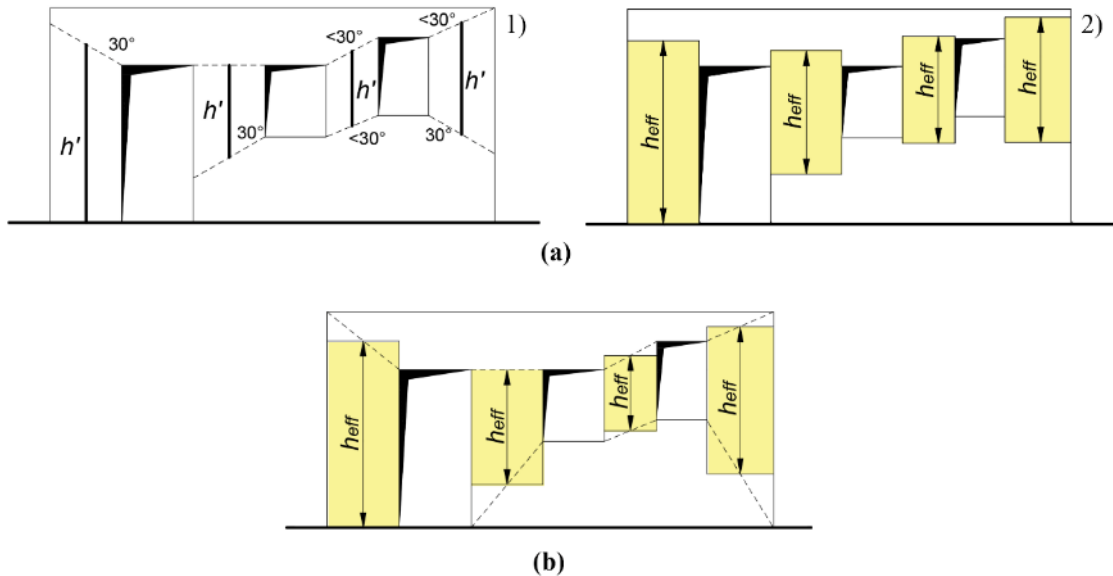 <30° <30° 1) 2)
30°
h' h' h' h'
30° <30° 30°
heff heff heff heff
(a)
heff heff heff heff
(b)